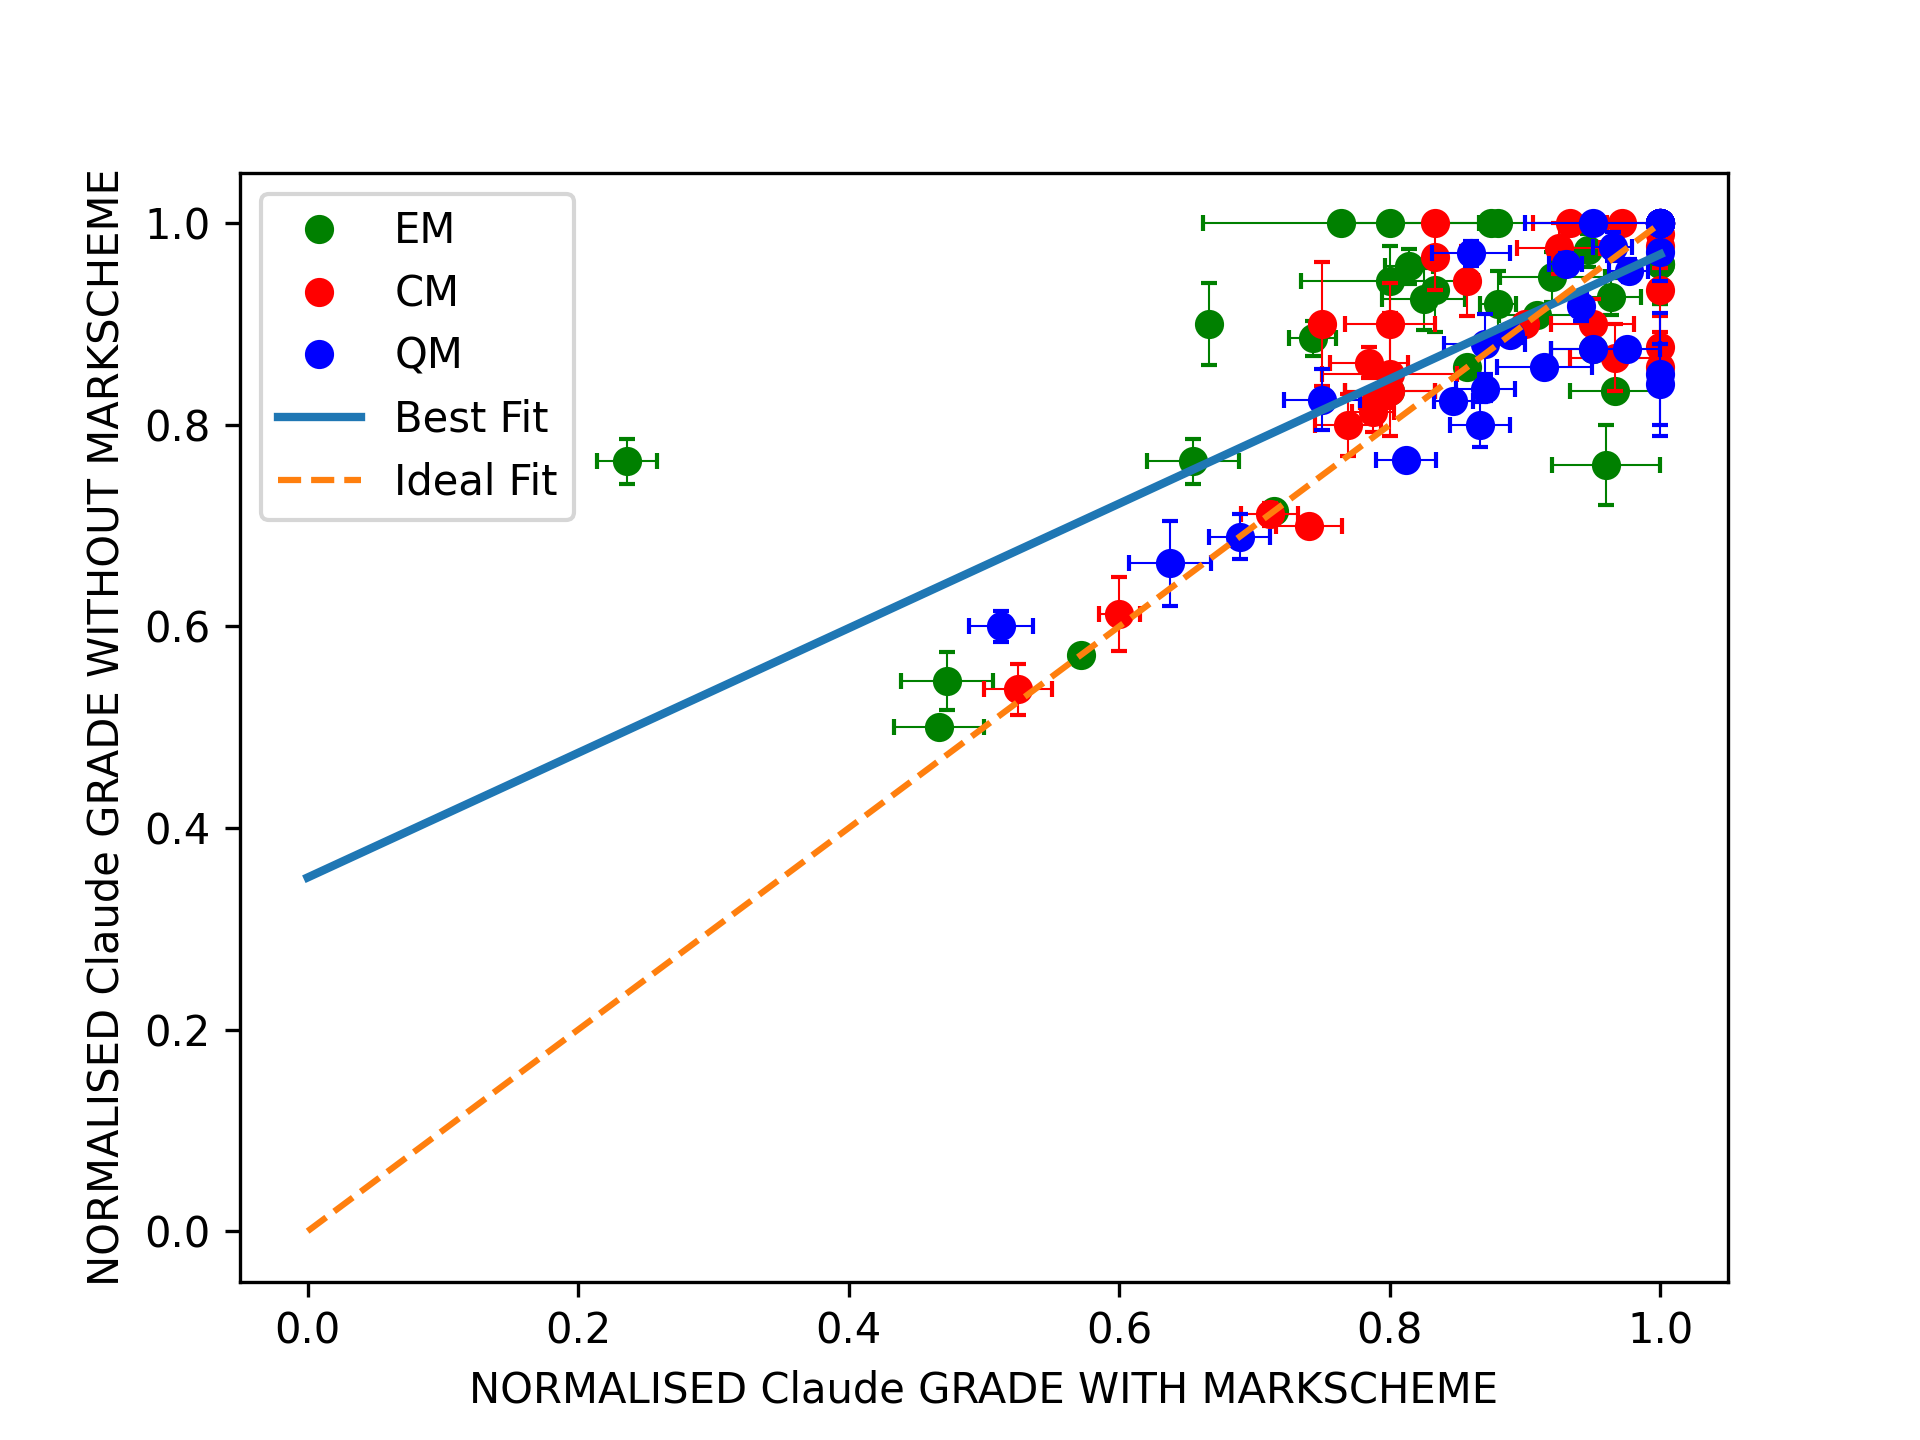 EM
CM
QM
Best Fit
Ideal Fit
NORMALISED Claude GRADE WITHOUT MARKSCHEME
1.0
0.8
0.6
0.4
0.2
0.0
0.0 0.2 0.4 0.6 0.8 1.0
NORMALISED Claude GRADE WITH MARKSCHEME